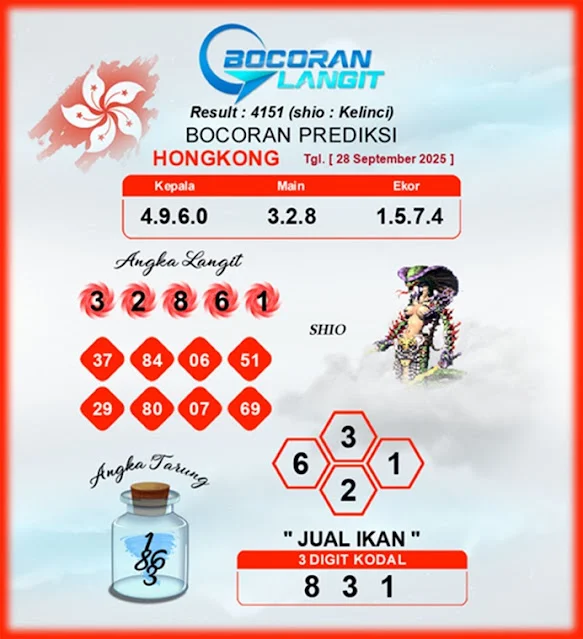 BOCORAN
LANGIT
Result : 4151 (shio : Kelinci)
BOCORAN PREDIKSI
HONGKONG Tgl. [ 28 September 2025 ]
Kepala Main Ekor
4.9.6.0 3.2.8 1.5.7.4
Angka Langit
3 2 8 6 1
SHIO
37 84 06 51
29 80 07 69
3
6 1
2
Angka Tarung
1
86
3
" JUAL IKAN "
3 DIGIT KODAL
8 3 1